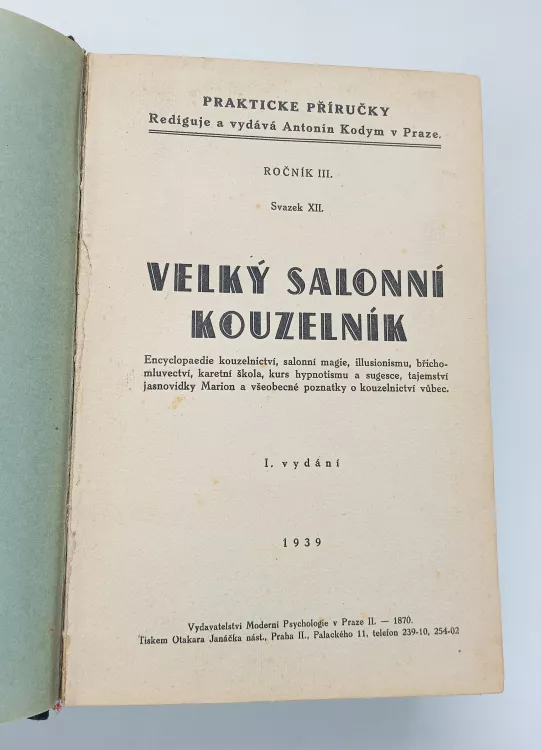 PRAKTICKE PŘÍRUČKY
Rediguje a vydává Antonín Kodym v Praze.
ROČNÍK III.
Svazek XII.
VELKÝ SALONNÍ
KOUZELNÍK
Encyclopaedie kouzelnictví, salonní magie, illusionismu, břicho-
mluvectví, karetní škola, kurs hypnotismu a sugesce, tajemství
jasnovidky Marion a všeobecné poznatky o kouzelnictví vůbec.
I. vydání
1939
Vydavatelství Moderní Psychologie v Praze II. — 1870.
Tiskem Otakara Janáčka nást., Praha II., Palackého 11, telefon 239-10, 254-02